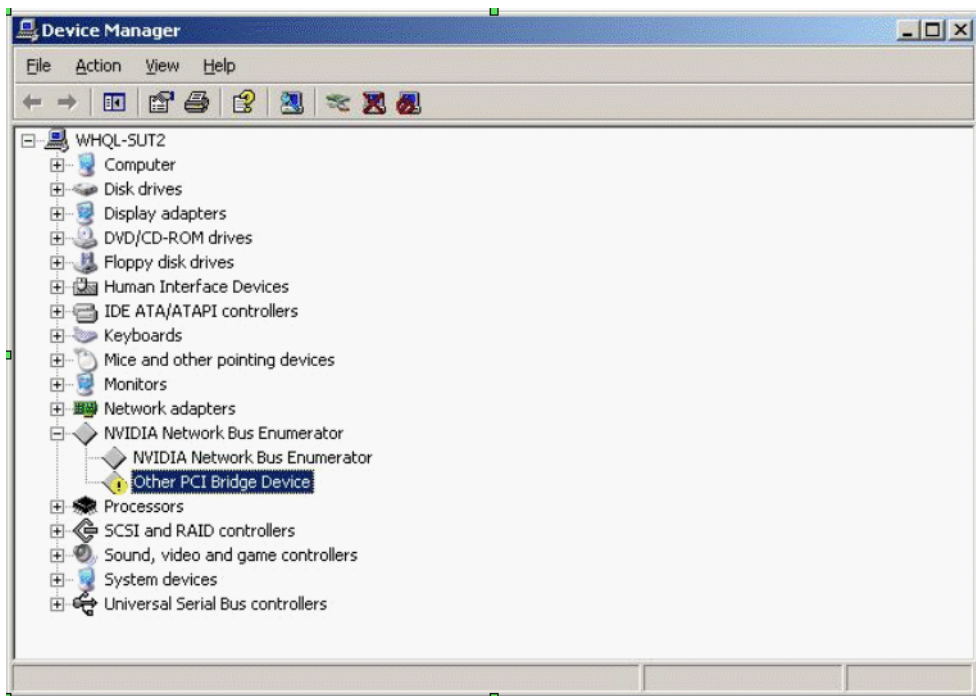 Device Manager
File Action View Help
WHQL-SUT2
Computer
Disk drives
Display adapters
DVD/CD-ROM drives
Floppy disk drives
Human Interface Devices
IDE ATA/ATAPI controllers
Keyboards
Mice and other pointing devices
Monitors
Network adapters
NVIDIA Network Bus Enumerator
NVIDIA Network Bus Enumerator
Other PCI Bridge Device
Processors
SCSI and RAID controllers
Sound, video and game controllers
System devices
Universal Serial Bus controllers